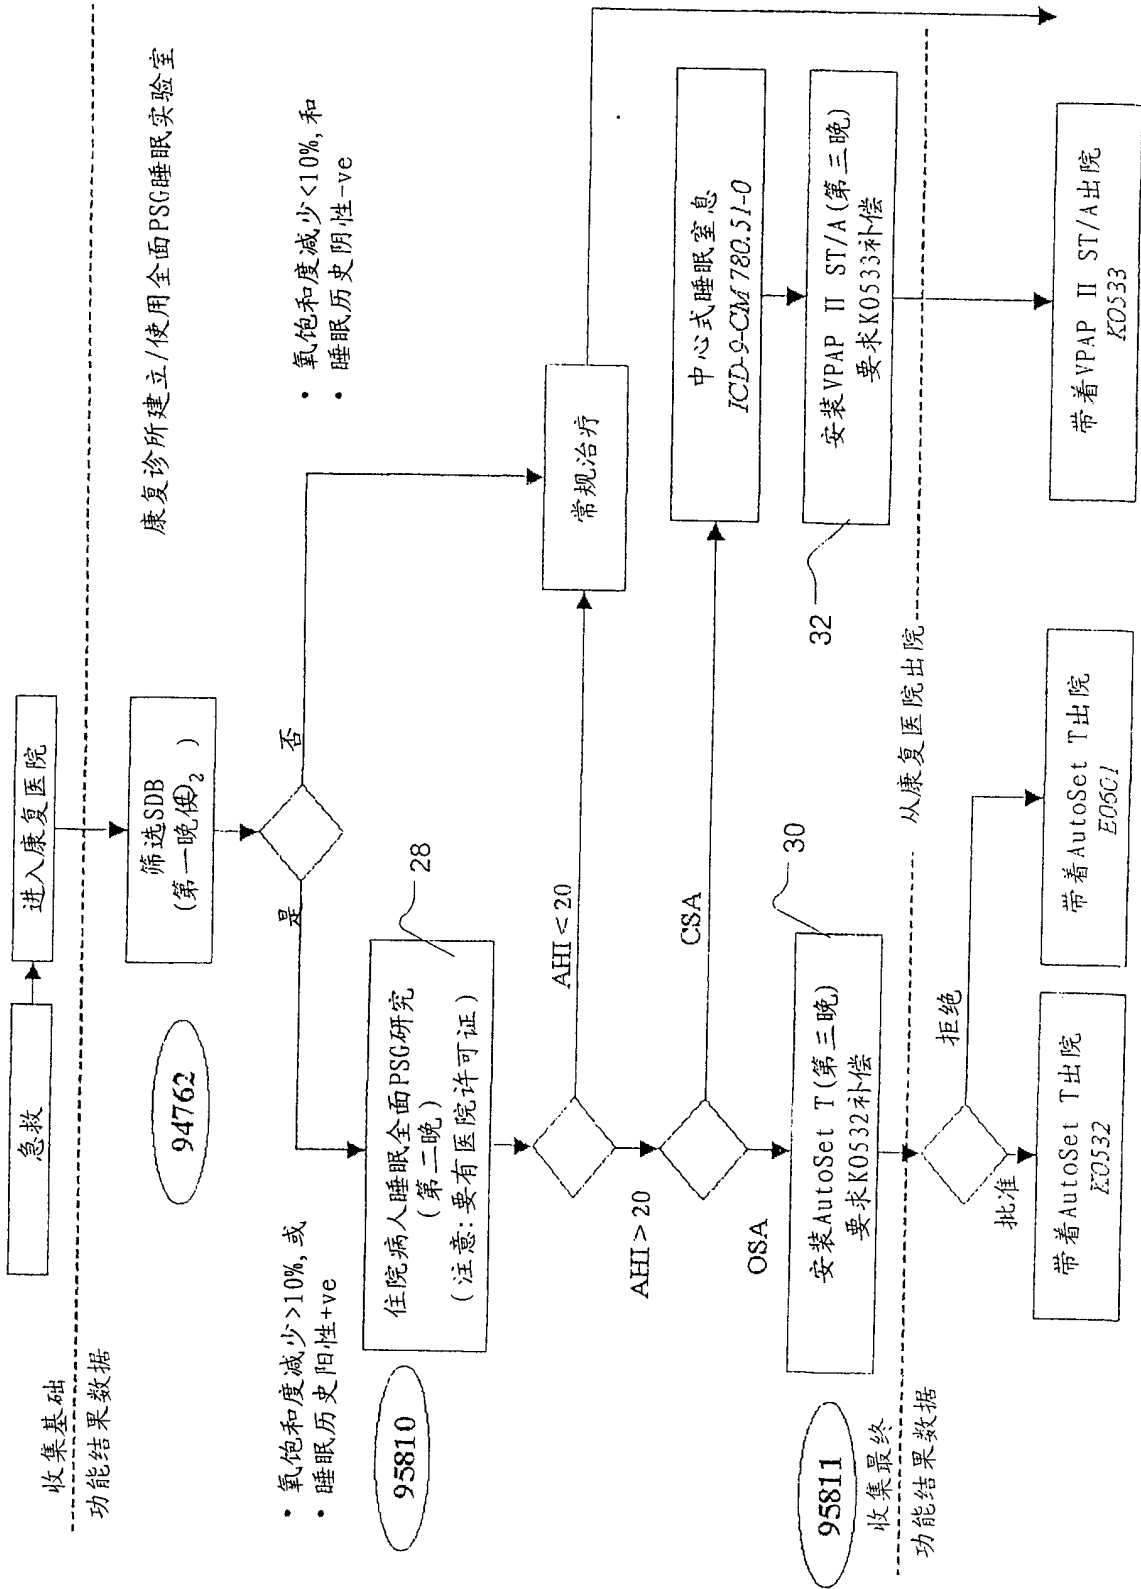 急救
进入康复医院
收集基础
功能结果数据
康复诊所建立/使用全面PSG睡眠实验室
94762
筛选SDB
(第一晚供O2)
是
否
• 氧饱和度减少>10%,或
• 睡眠历史阳性+ve
• 氧饱和度减少<10%,和
• 睡眠历史阴性-ve
95810
住院病人睡眠全面PSG研究
(第二晚)
(注意:要有医院许可证)
28
AHI < 20
常规治疗
AHI > 20
CSA
中心式睡眠窒息
ICD-9-CM 780.51-0
OSA
95811
安装AutoSet T(第三晚)
要求K0532补偿
30
安装VPAP II ST/A(第三晚)
要求K0533补偿
32
收集最终
功能结果数据
从康复医院出院
批准
拒绝
带着AutoSet T出院
K0532
带着AutoSet T出院
E0601
带着VPAP II ST/A出院
K0533